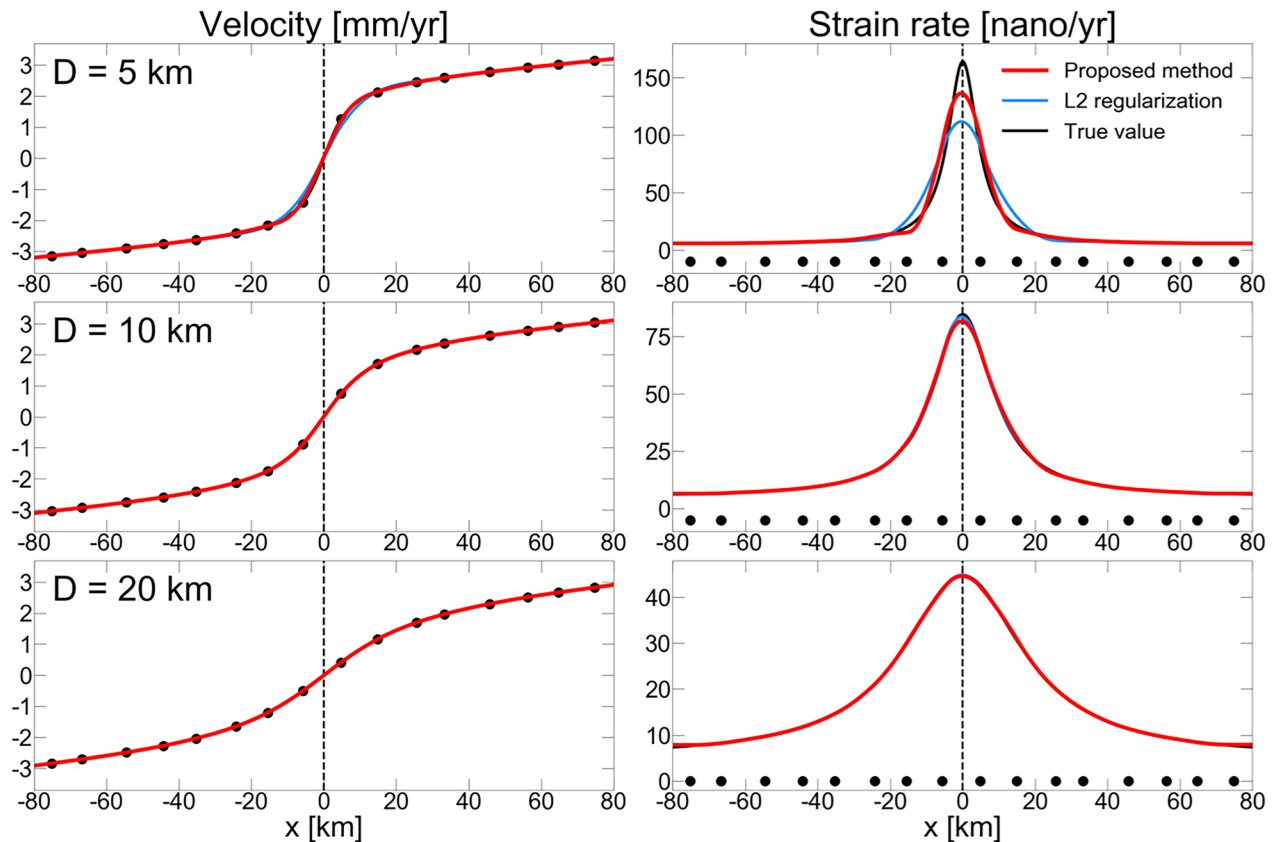 Velocity [mm/yr]
Strain rate [nano/yr]
D = 5 km
3
2
1
0
-1
-2
-3
-80 -60 -40 -20 0 20 40 60 80
150
100
50
0
Proposed method
L2 regularization
True value
-80 -60 -40 -20 0 20 40 60 80
D = 10 km
3
2
1
0
-1
-2
-3
-80 -60 -40 -20 0 20 40 60 80
75
50
25
0
-80 -60 -40 -20 0 20 40 60 80
D = 20 km
3
2
1
0
-1
-2
-3
-80 -60 -40 -20 0 20 40 60 80
x [km]
40
30
20
10
0
-80 -60 -40 -20 0 20 40 60 80
x [km]